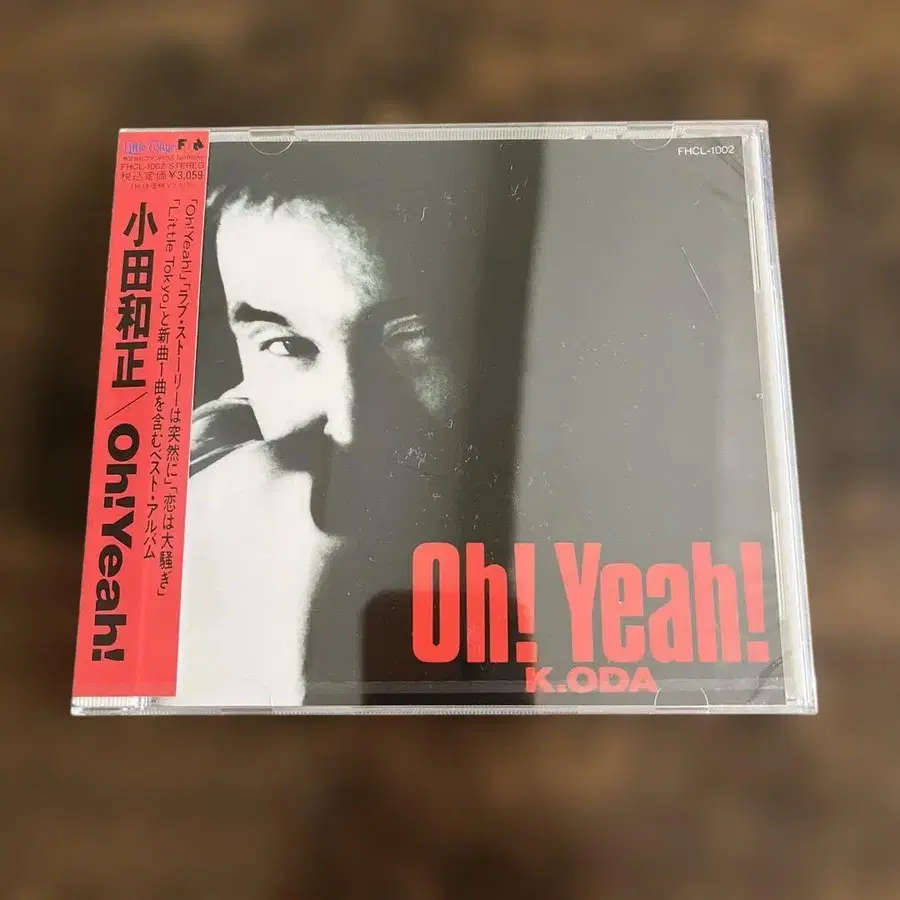 Little Tokyo
FHCL-1002 STEREO
税込定価¥3,059
「Oh!Yeah!」「ラブ・ストーリーは突然に」「恋は大騒ぎ」
「Little Tokyo」と新曲1曲を含むベスト・アルバム
小田和正/Oh!Yeah!
FHCL-1002
Oh! Yeah!
K.ODA